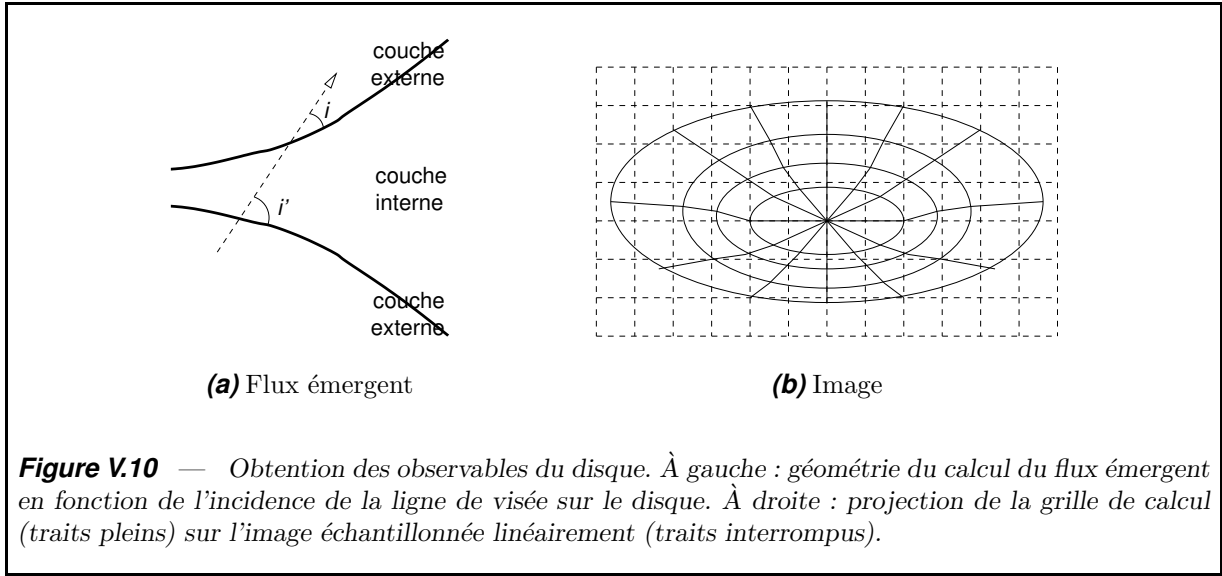 couche
externe
i
couche
interne
i'
couche
externe
(a) Flux émergent
(b) Image
Figure V.10 — Obtention des observables du disque. À gauche : géométrie du calcul du flux émergent
en fonction de l'incidence de la ligne de visée sur le disque. À droite : projection de la grille de calcul
(traits pleins) sur l'image échantillonnée linéairement (traits interrompus).